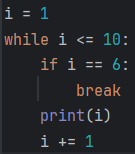 i = 1
while i <= 10:
    if i == 6:
        break
    print(i)
    i += 1